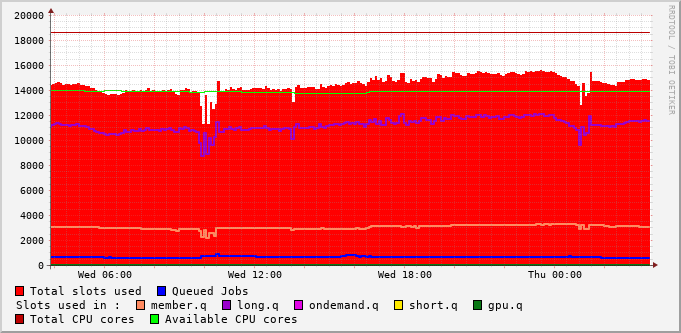 20000
18000
16000
14000
12000
10000
8000
6000
4000
2000
0
Wed 06:00 Wed 12:00 Wed 18:00 Thu 00:00
RRDTOOL / TOBI OETIKER
Total slots used Queued Jobs
Slots used in : member.q long.q ondemand.q short.q gpu.q
Total CPU cores Available CPU cores